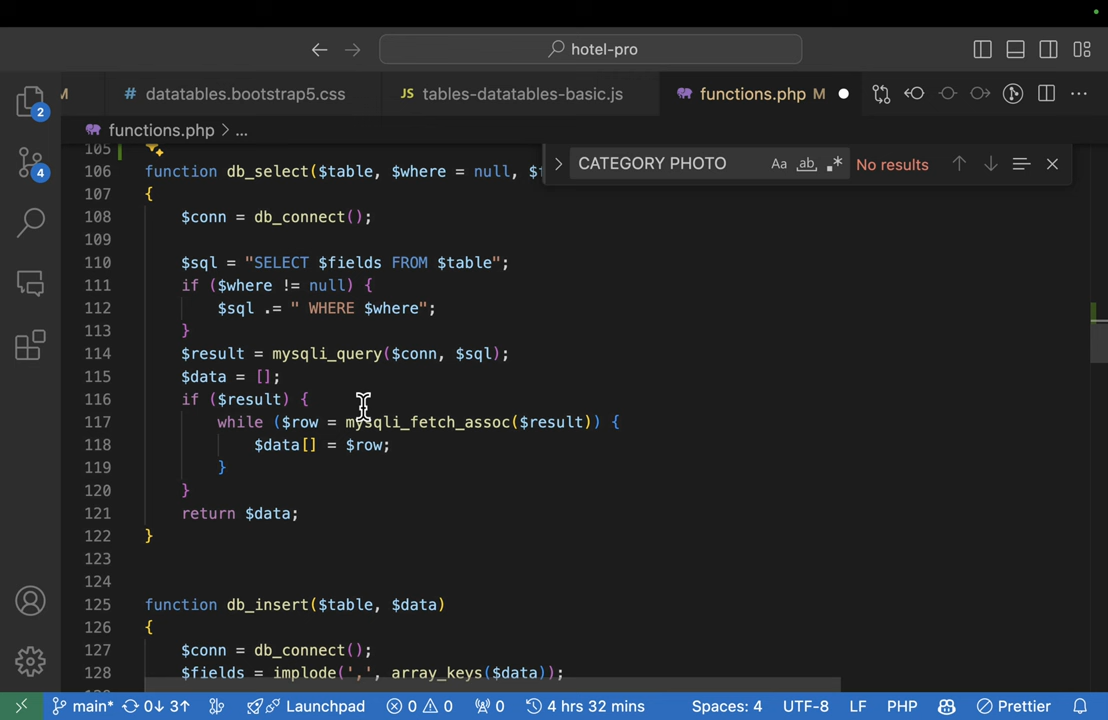 hotel-pro
M
# datatables.bootstrap5.css
JS tables-datatables-basic.js
functions.php M
functions.php > ...
CATEGORY PHOTO
Aa
ab
No results
2
4
105
106 function db_select($table, $where = null,
107 {
108 $conn = db_connect();
109
110 $sql = "SELECT $fields FROM $table";
111 if ($where != null) {
112 $sql .= " WHERE $where";
113 }
114 $result = mysqli_query($conn, $sql);
115 $data = [];
116 if ($result) {
117 while ($row = mysqli_fetch_assoc($result)) {
118 $data[] = $row;
119 }
120 }
121 return $data;
122 }
123
124
125 function db_insert($table, $data)
126 {
127 $conn = db_connect();
128 $fields = implode(',', array_keys($data));
main* 0↓ 3↑ Launchpad 0 0 0 4 hrs 32 mins Spaces: 4 UTF-8 LF PHP Prettier